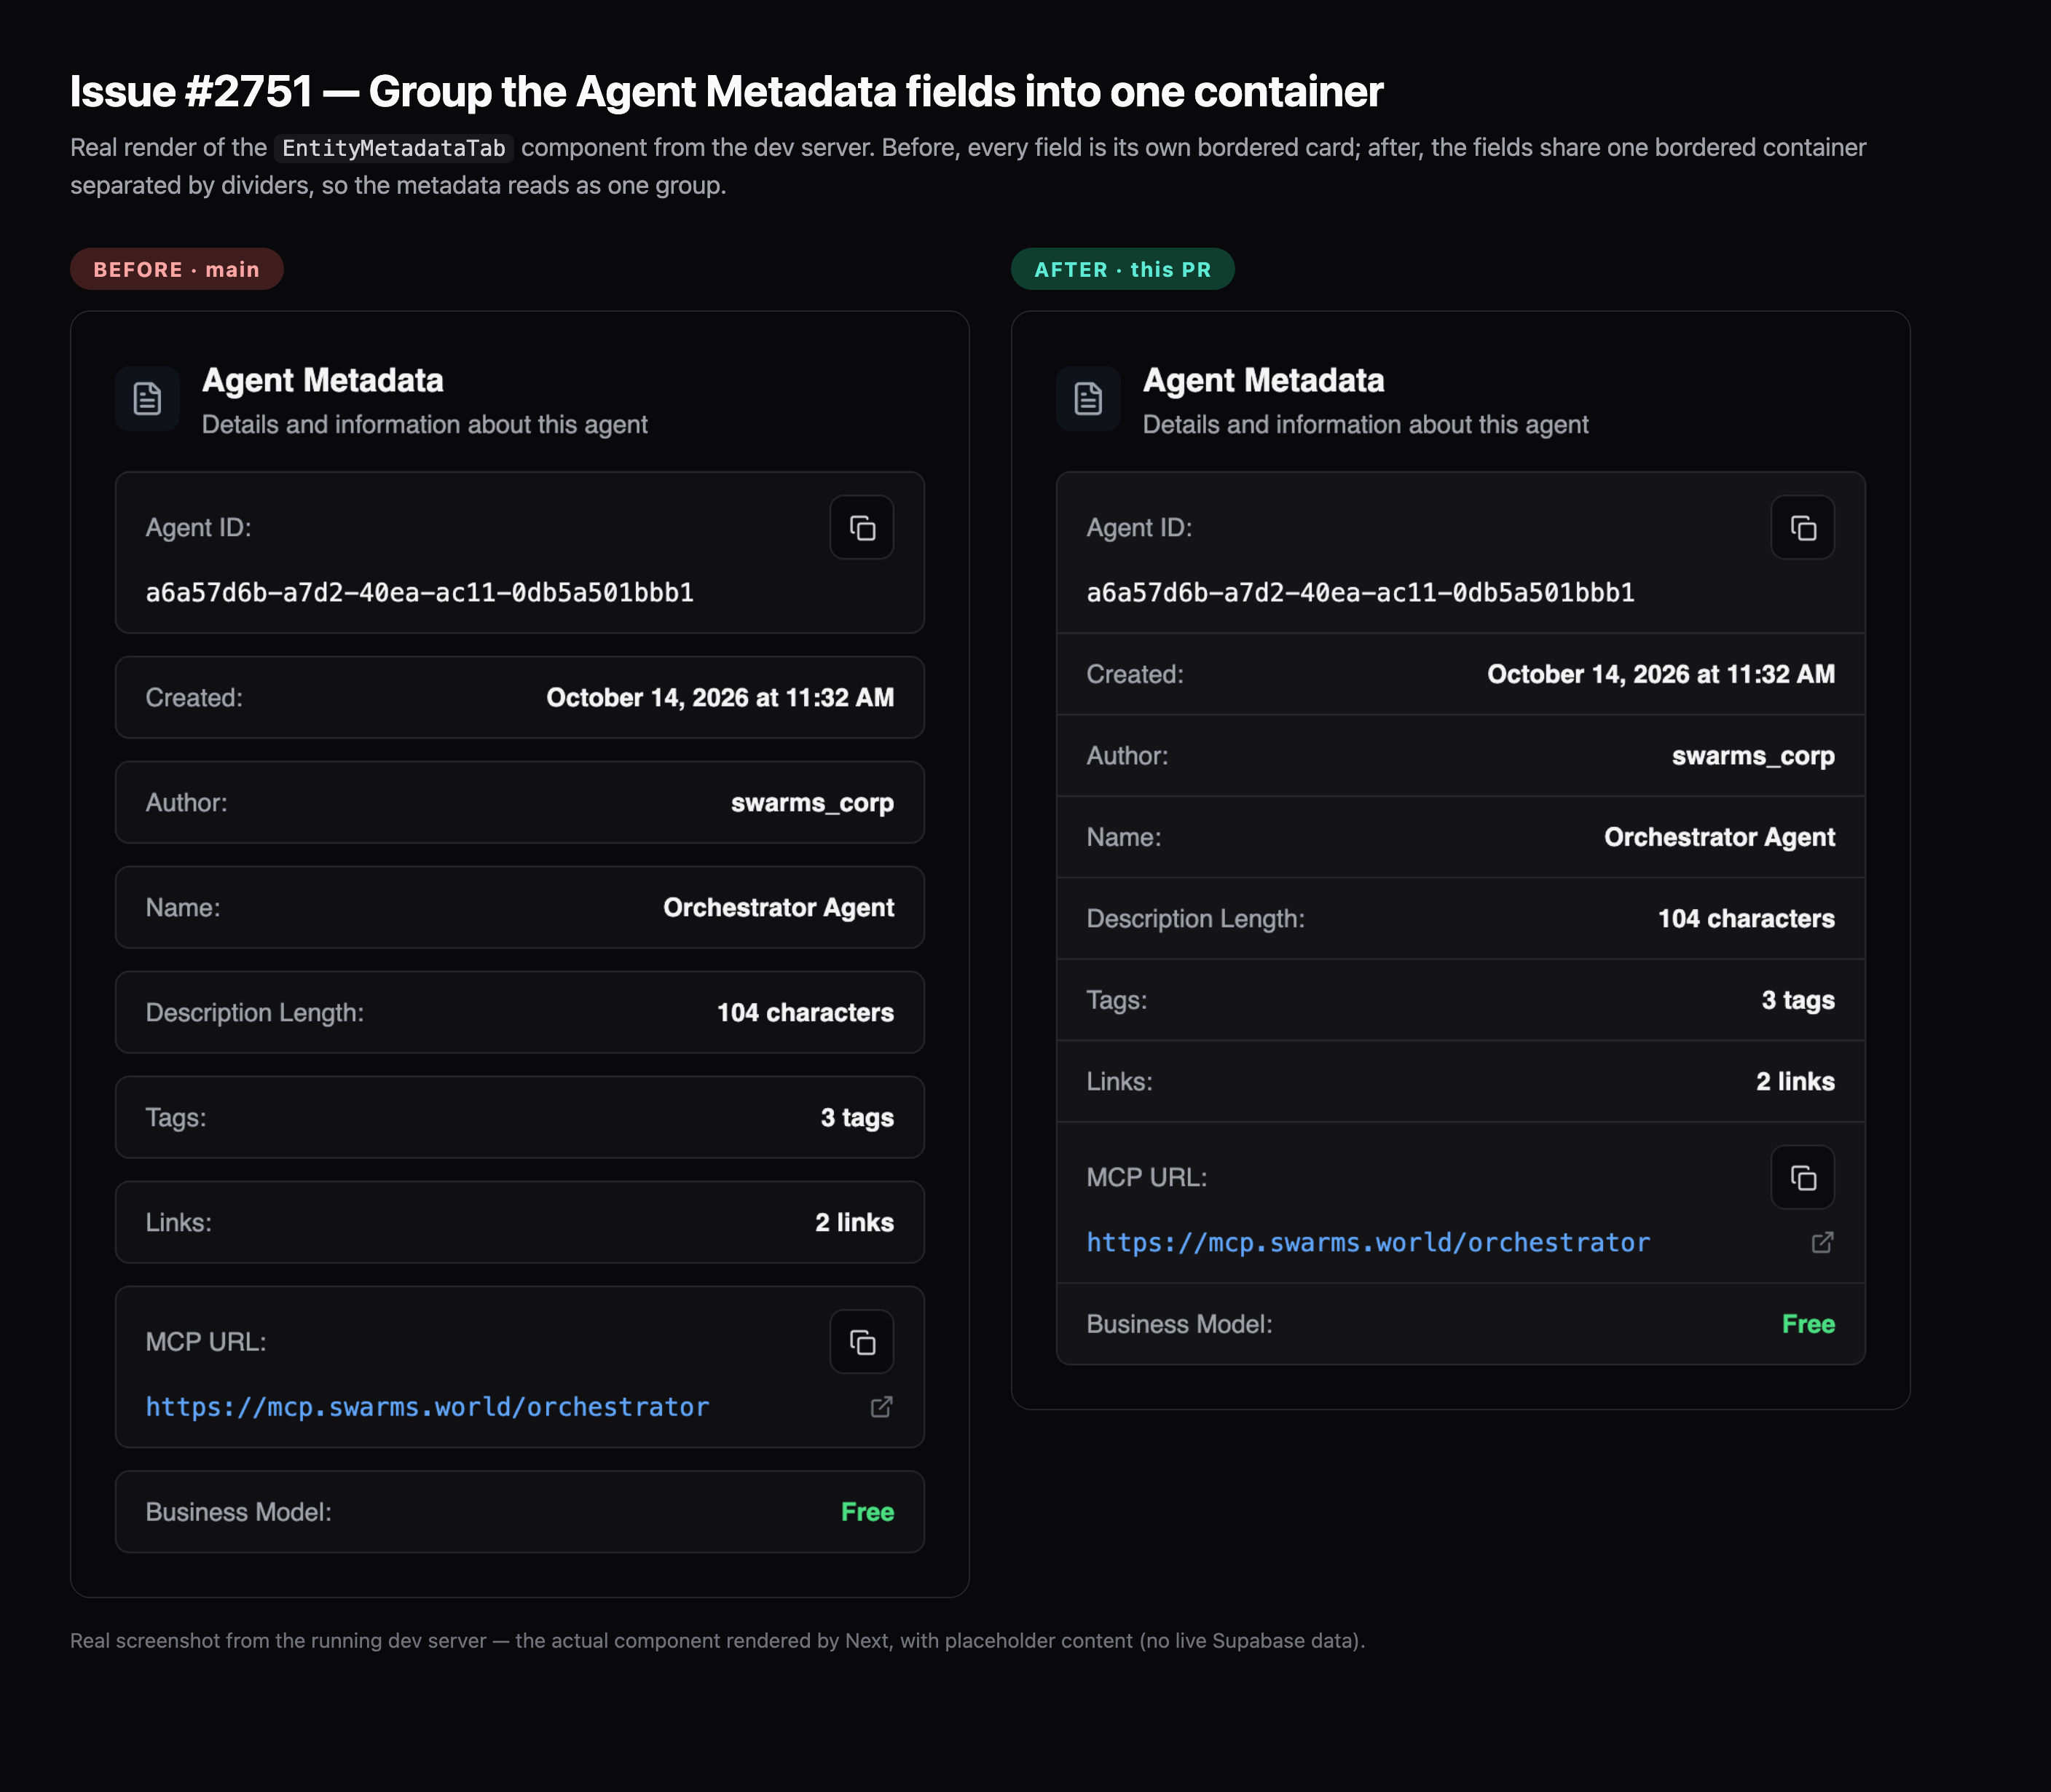 Issue #2751 — Group the Agent Metadata fields into one container
Real render of the EntityMetadataTab component from the dev server. Before, every field is its own bordered card; after, the fields share one bordered container
separated by dividers, so the metadata reads as one group.
BEFORE · main
Agent Metadata
Details and information about this agent
Agent ID:
a6a57d6b-a7d2-40ea-ac11-0db5a501bbb1
Created: October 14, 2026 at 11:32 AM
Author: swarms_corp
Name: Orchestrator Agent
Description Length: 104 characters
Tags: 3 tags
Links: 2 links
MCP URL:
https://mcp.swarms.world/orchestrator
Business Model: Free
AFTER · this PR
Agent Metadata
Details and information about this agent
Agent ID:
a6a57d6b-a7d2-40ea-ac11-0db5a501bbb1
Created: October 14, 2026 at 11:32 AM
Author: swarms_corp
Name: Orchestrator Agent
Description Length: 104 characters
Tags: 3 tags
Links: 2 links
MCP URL:
https://mcp.swarms.world/orchestrator
Business Model: Free
Real screenshot from the running dev server — the actual component rendered by Next, with placeholder content (no live Supabase data).